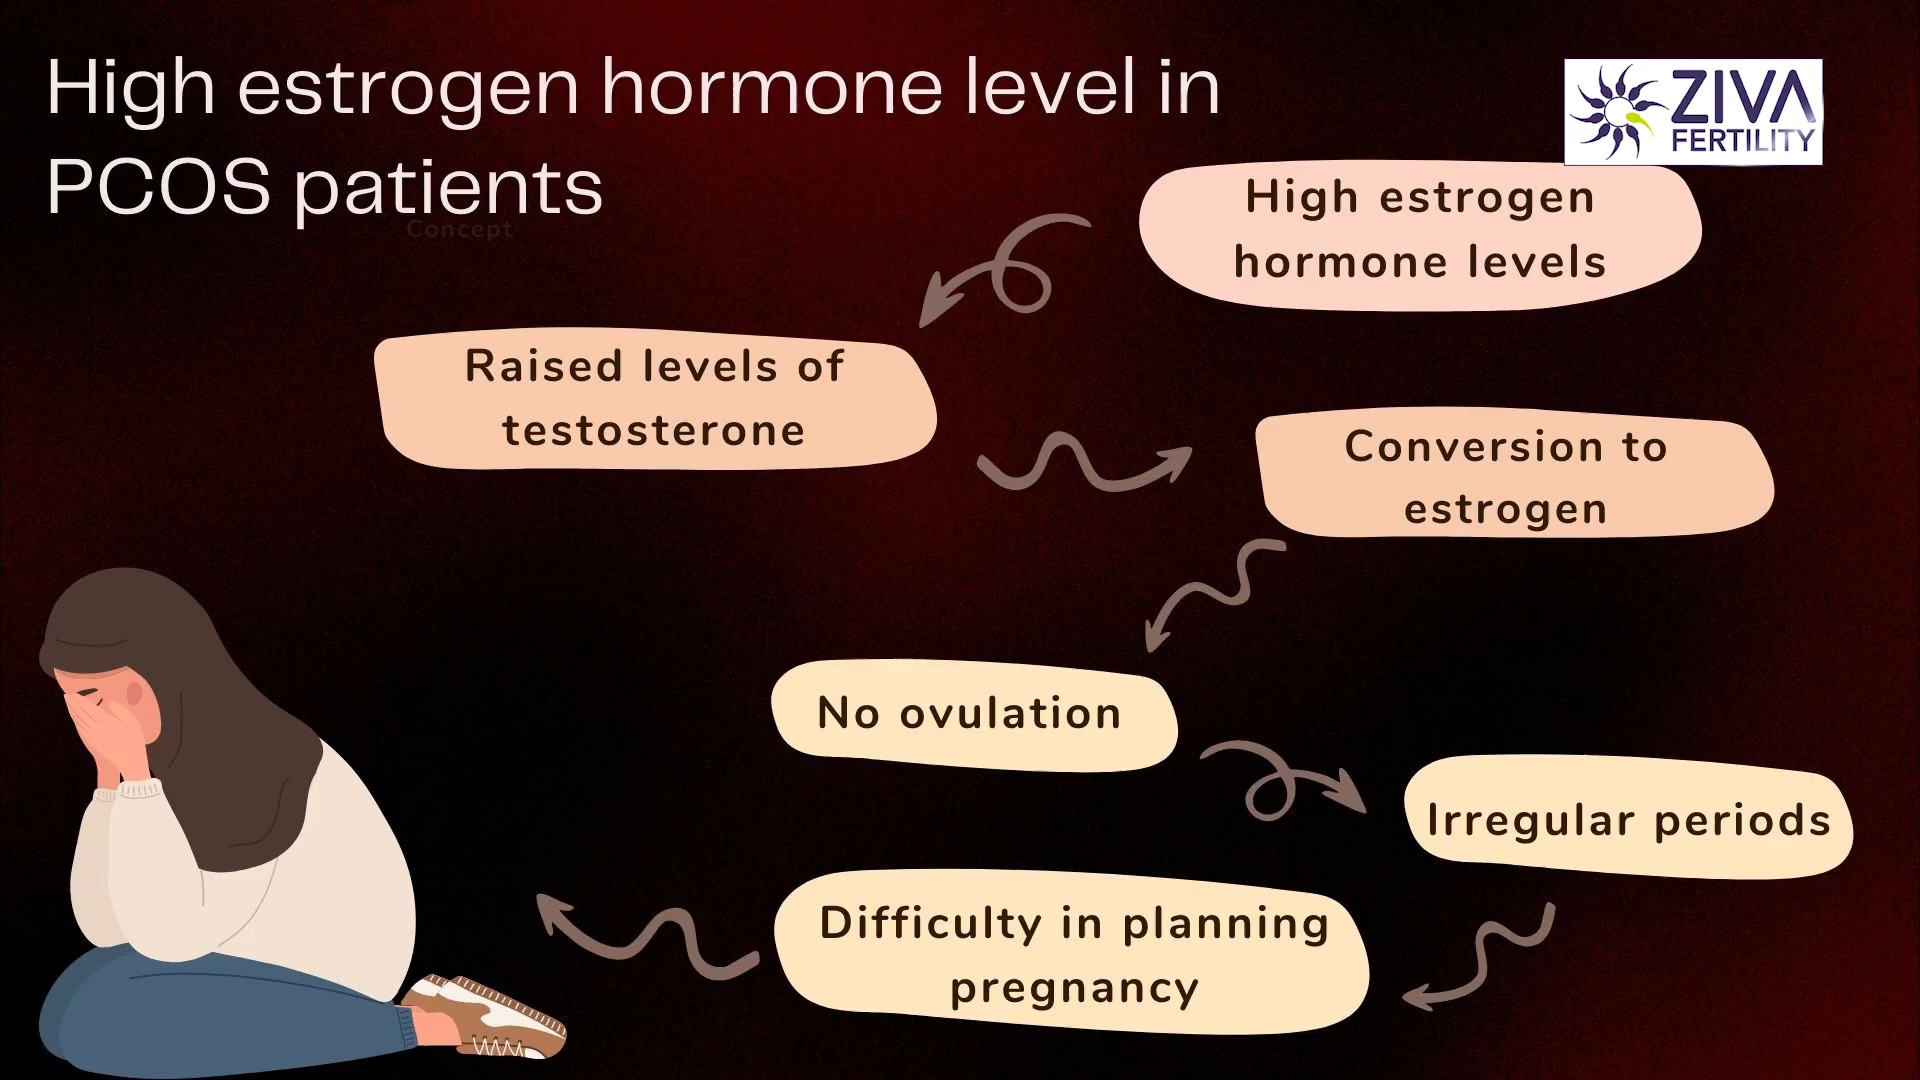 High estrogen hormone level in
PCOS patients
Concept
ZIVA
FERTILITY
High estrogen
hormone levels
Raised levels of
testosterone
Conversion to
estrogen
No ovulation
Irregular periods
Difficulty in planning
pregnancy